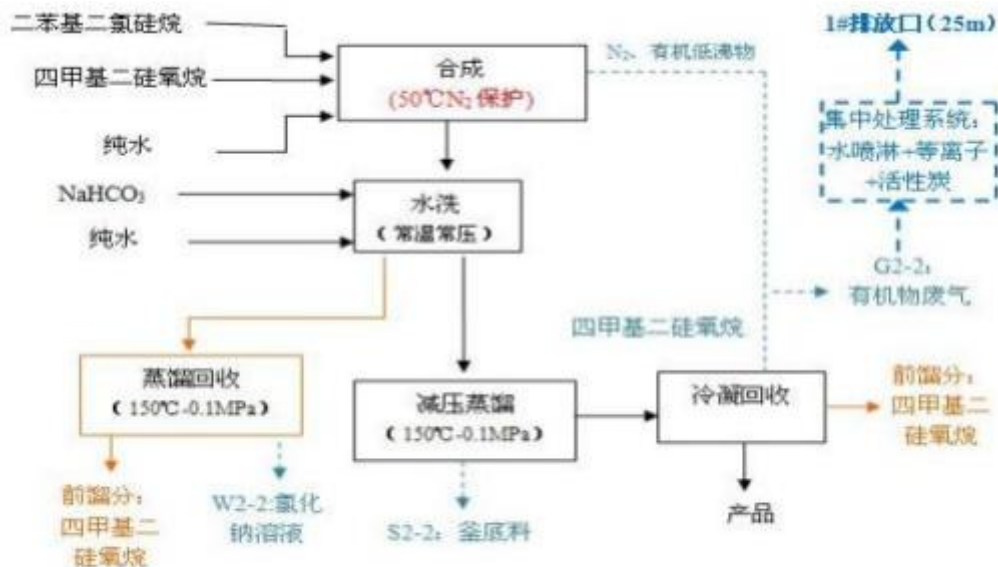 二苯基二氯硅烷
四甲基二硅氧烷
纯水
合成
(50℃N₂保护)
N₂、有机低沸物
1#排放口（25m）
集中处理系统：
水喷淋+等离子
+活性炭
NaHCO₃
纯水
水洗
（常温常压）
G2-2：
有机物废气
四甲基二硅氧烷
蒸馏回收
（150℃-0.1MPa）
减压蒸馏
（150℃-0.1MPa）
冷凝回收
前馏分：
四甲基二
硅氧烷
前馏分：
四甲基二
硅氧烷
W2-2:氯化
钠溶液
S2-2：釜底料
产品